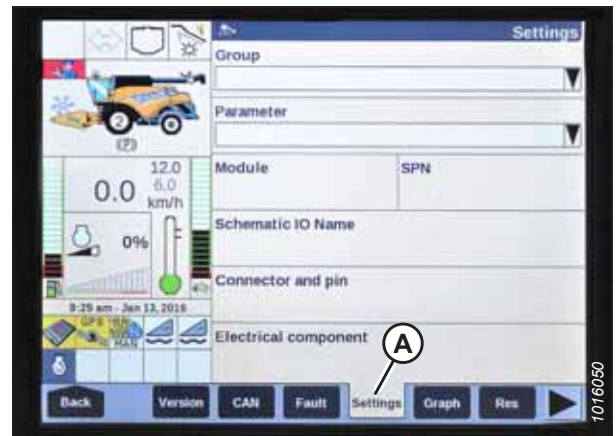 Settings
Group
Parameter
2
(P)
12.0
0.0 6.0
km/h
Module SPN
0%
Schematic IO Name
Connector and pin
9:29 am - Jan 13, 2016
GPS
MAN
Electrical component
A
Back Version CAN Fault Settings Graph Res
1016050